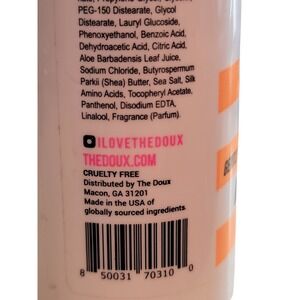 PEG-150 Distearate, Glycol
Distearate, Lauryl Glucoside,
Phenoxyethanol, Benzoic Acid,
Dehydroacetic Acid, Citric Acid,
Aloe Barbadensis Leaf Juice,
Sodium Chloride, Butyrospermum
Parkii (Shea) Butter, Sea Salt, Silk
Amino Acids, Tocopheryl Acetate,
Panthenol, Disodium EDTA,
Linalool, Fragrance (Parfum).
ILOVETHEDOUX
THEDOUX.COM
CRUELTY FREE
Distributed by The Doux
Macon, GA 31201
Made in the USA of
globally sourced ingredients
8 50031 70310 0